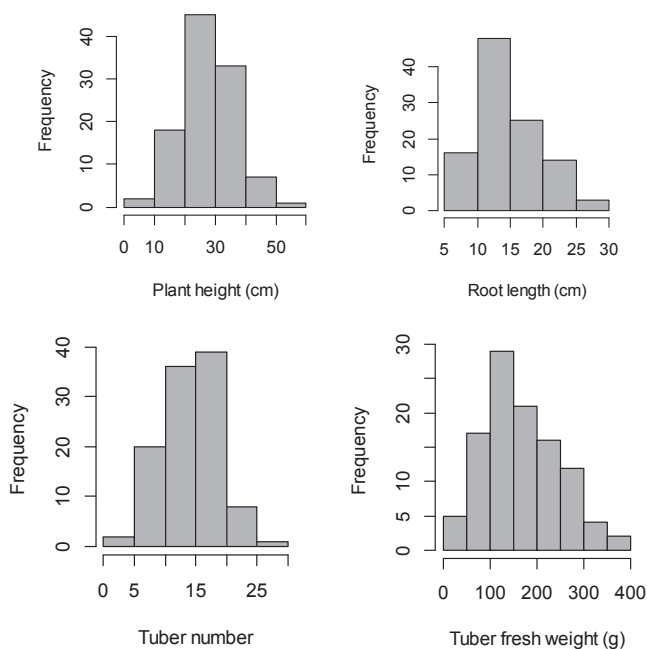 Frequency
0 10 20 30 40
0 10 30 50
Plant height (cm)
Frequency
0 10 20 30 40
5 10 15 20 25 30
Root length (cm)
Frequency
0 10 20 30 40
0 5 15 25
Tuber number
Frequency
0 5 10 20 30
0 100 200 300 400
Tuber fresh weight (g)